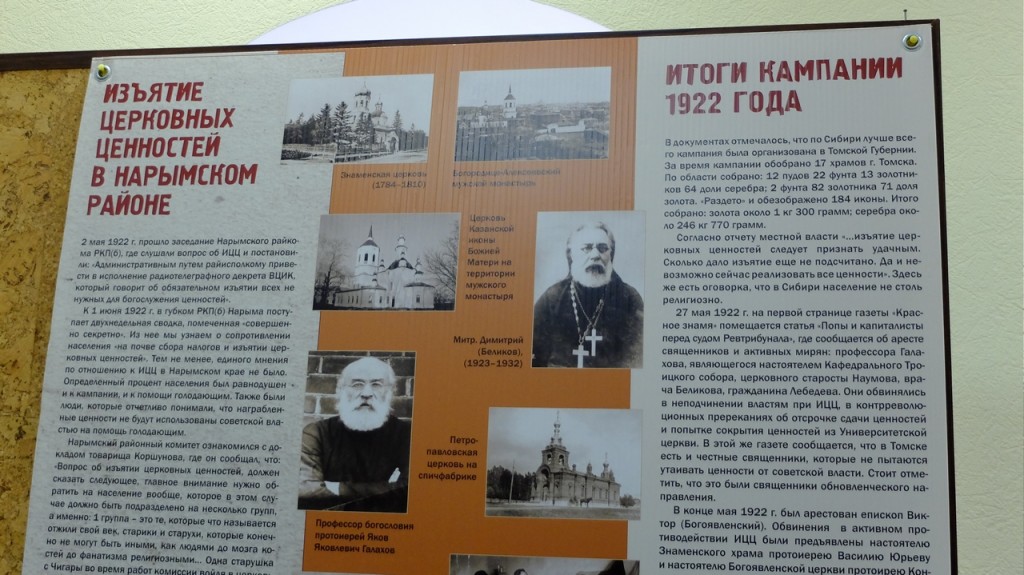 ИЗЪЯТИЕ
ЦЕРКОВНЫХ
ЦЕННОСТЕЙ
В НАРЫМСКОМ
РАЙОНЕ
2 мая 1922 г. прошло заседание Нарымского райко-
ма РКП(б), где слушали вопрос об ИЦЦ и постанови-
ли: «Административным путем райисполкому приве-
сти в исполнение радиотелеграфного декрета ВЦИК,
который говорит об обязательном изъятии всех не
нужных для богослужения ценностей».
К 1 июня 1922 г. в губком РКП(б) Нарыма посту-
пает двухнедельная сводка, помеченная «совершен-
но секретно». Из нее мы узнаем о сопротивлении
населения «на почве сбора налогов и изъятии цер-
ковных ценностей». Тем не менее, единого мнения
по отношению к ИЦЦ в Нарымском крае не было.
Определенный процент населения был равнодушен -
и к кампании, и к помощи голодающим. Также были
люди, которые отчетливо понимали, что награблен-
ные ценности не будут использованы советской вла-
стью на помощь голодающим.
Нарымский районный комитет ознакомился с до-
кладом товарища Коршунова, где он сообщал, что:
«Вопрос об изъятии церковных ценностей, должен
сказать следующее, главное внимание нужно об-
ратить на население вообще, которое в этом слу-
чае должно быть подразделено на несколько групп,
а именно: 1 группа – это те, которые что называется
отжили свой век, старики и старухи, которые конеч-
но не могут быть иными, как людьми до мозга ко-
стей до фанатизма религиозными... Одна старушка
с Чигары во время работ комиссии войдя в
Знаменская церковь
(1784–1810)
Богородице-Алексеевский
мужской монастырь
Церковь
Казанской
иконы
Божией
Матери на
территории
мужского
монастыря
Митр. Димитрий
(Беликов),
(1923–1932)
Петро-
павловская
церковь на
спичфабрике
Профессор богословия
протоиерей Яков
Яковлевич Галахов
ИТОГИ КАМПАНИИ
1922 ГОДА
В документах отмечалось, что по Сибири лучше все-
го кампания была организована в Томской Губернии.
За время кампании обобрано 17 храмов г. Томска.
По области собрано: 12 пудов 22 фунта 13 золотни-
ков 64 доли серебра; 2 фунта 82 золотника 71 доля
золота. «Раздето» и обезображено 184 иконы. Итого
собрано: золота около 1 кг 300 грамм; серебра око-
ло 246 кг 770 грамм.
Согласно отчету местной власти «...изъятие цер-
ковных ценностей следует признать удачным.
Сколько дало изъятие еще не подсчитано. Да и не-
возможно сейчас реализовать все ценности». Здесь
же есть оговорка, что в Сибири население не столь
религиозно.
27 мая 1922 г. на первой странице газеты «Крас-
ное знамя» помещается статья «Попы и капиталисты
перед судом Ревтрибунала», где сообщается об аресте
священников и активных мирян: профессора Гала-
хова, являющегося настоятелем Кафедрального Тро-
ицкого собора, церковного старосты Наумова, вра-
ча Беликова, гражданина Лебедева. Они обвинялись
в неподчинении властям при ИЦЦ, в контрреволю-
ционных пререканиях об отсрочке сдачи ценностей
и попытке сокрытия ценностей из Университетской
церкви. В этой же газете сообщается, что в Томске
есть и честные священники, которые не пытаются
утаивать ценности от советской власти. Стоит отме-
тить, что это были священники обновленческого на-
правления.
В конце мая 1922 г. был арестован епископ Вик-
тор (Богоявленский). Обвинения в активном про-
тиводействии ИЦЦ были предъявлены настоятелю
Знаменского храма протоиерею Василию Юрьеву
и настоятелю Богоявленской церкви протоирею Кон-